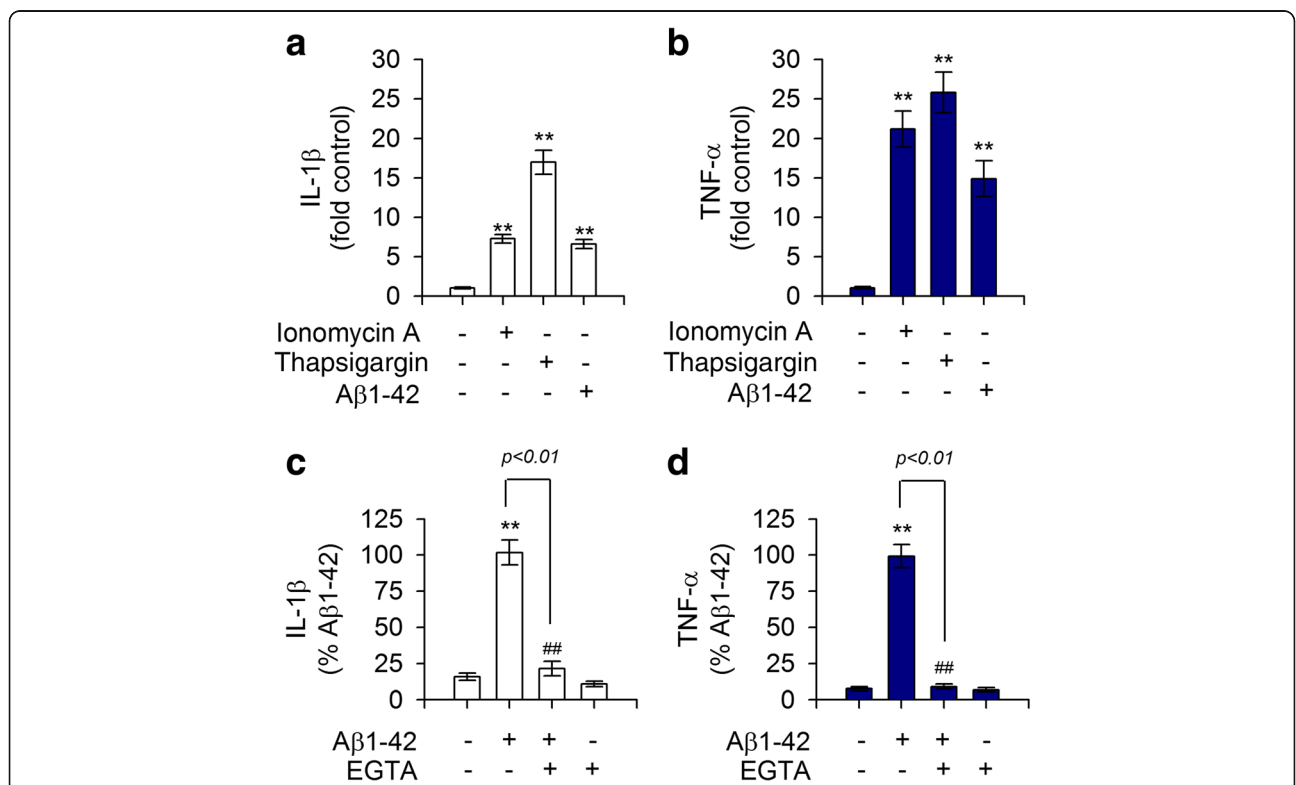 a
30
25
20
15
10
5
0
IL-1β
(fold control)
**
**
**
Ionomycin A - + - -
Thapsigargin - - + -
Aβ1-42 - - - +
b
30
25
20
15
10
5
0
TNF-α
(fold control)
**
**
**
Ionomycin A - + - -
Thapsigargin - - + -
Aβ1-42 - - - +
c
p<0.01
125
100
75
50
25
0
IL-1β
(% Aβ1-42)
**
##
Aβ1-42 - + + -
EGTA - - + +
d
p<0.01
125
100
75
50
25
0
TNF-α
(% Aβ1-42)
**
##
Aβ1-42 - + + -
EGTA - - + +